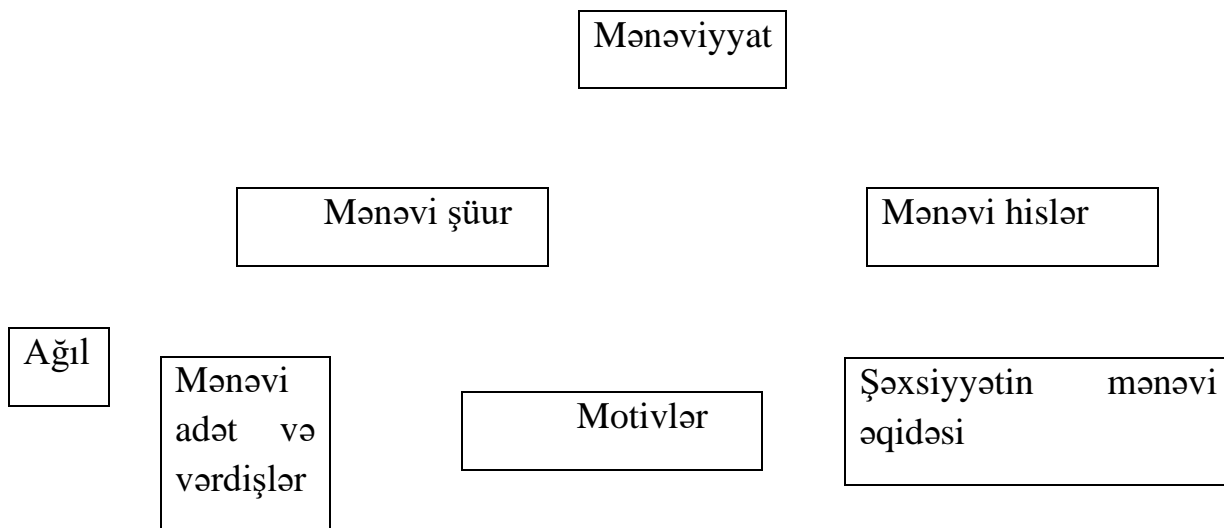 Mənəviyyat
Mənəvi şüur
Mənəvi hislər
Ağıl
Mənəvi
adət və
vərdişlər
Motivlər
Şəxsiyyətin mənəvi
əqidəsi